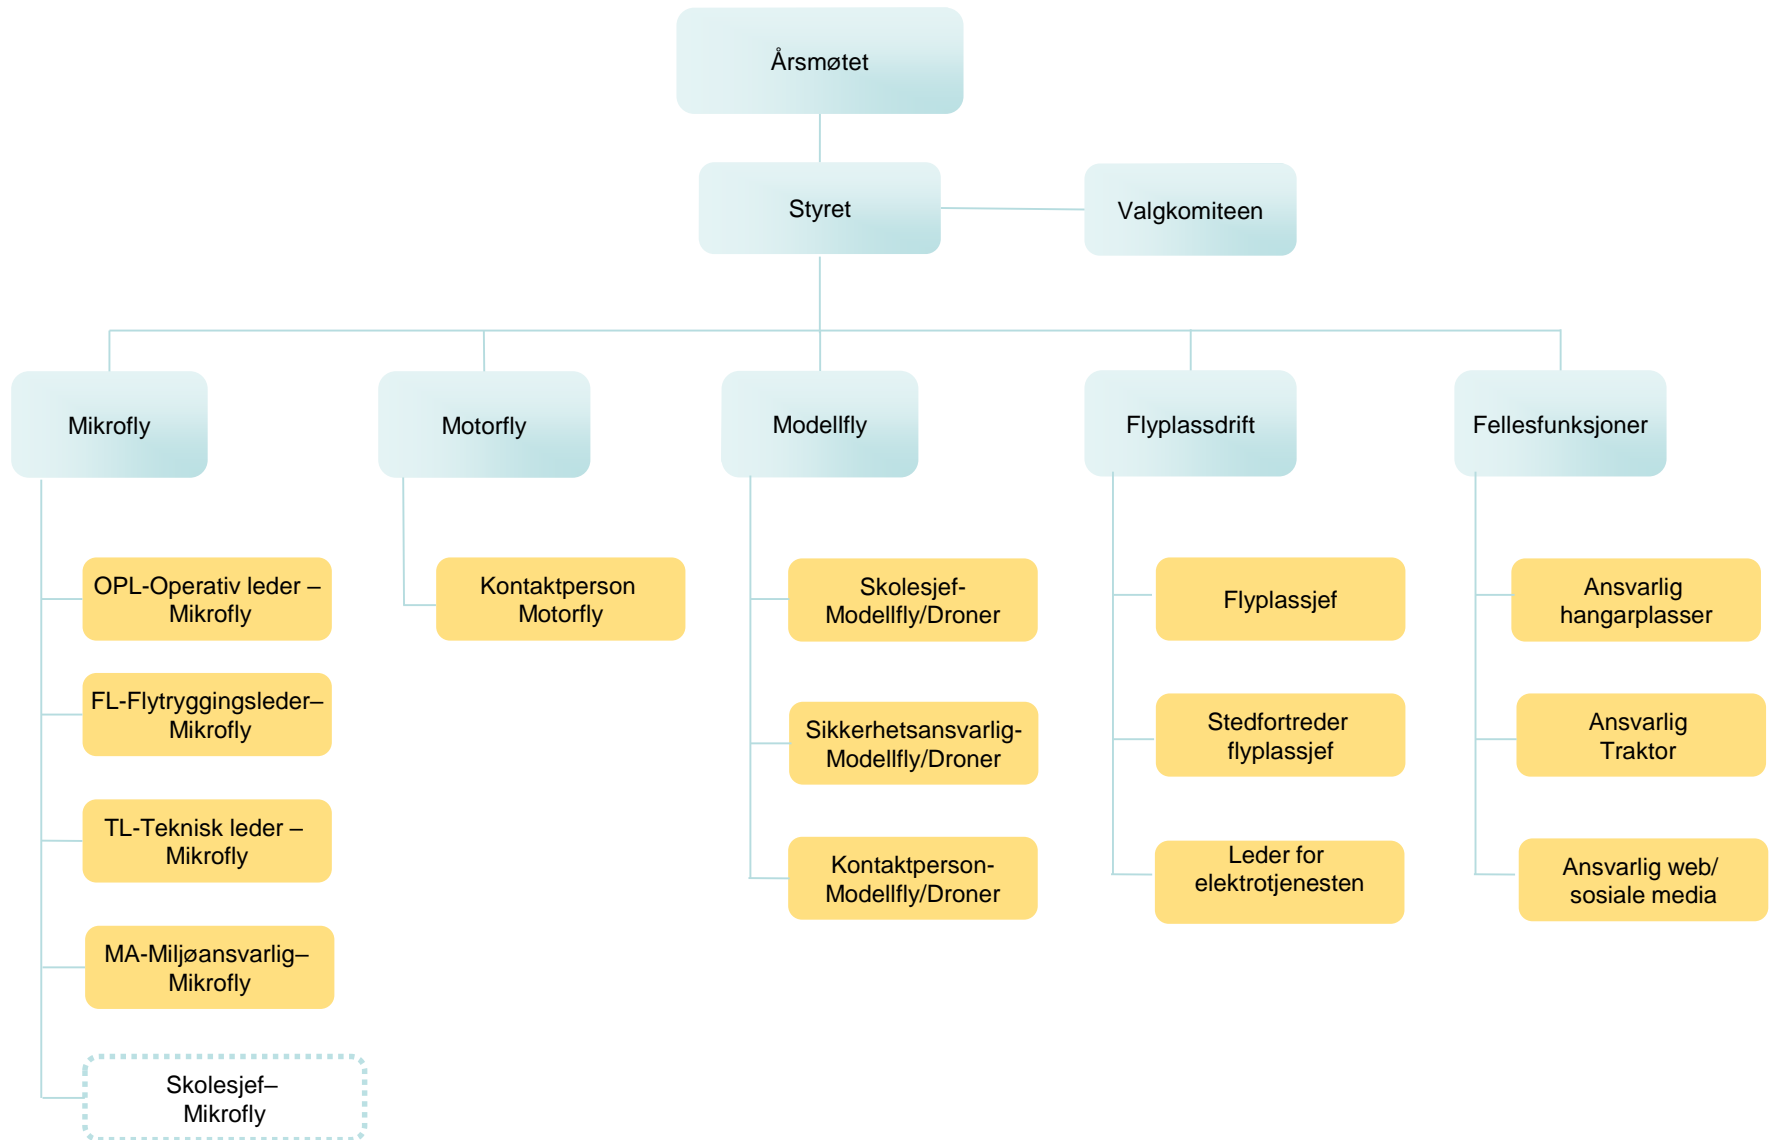 Årsmøtet
Styret
Valgkomiteen
Mikrofly
Motorfly
Modellfly
Flyplassdrift
Fellesfunksjoner
OPL-Operativ leder –
Mikrofly
FL-Flytryggingsleder–
Mikrofly
TL-Teknisk leder –
Mikrofly
MA-Miljøansvarlig–
Mikrofly
Skolesjef–
Mikrofly
Kontaktperson
Motorfly
Skolesjef-
Modellfly/Droner
Sikkerhetsansvarlig-
Modellfly/Droner
Kontaktperson-
Modellfly/Droner
Flyplassjef
Stedfortreder
flyplassjef
Leder for
elektrotjenesten
Ansvarlig
hangarplasser
Ansvarlig
Traktor
Ansvarlig web/
sosiale media